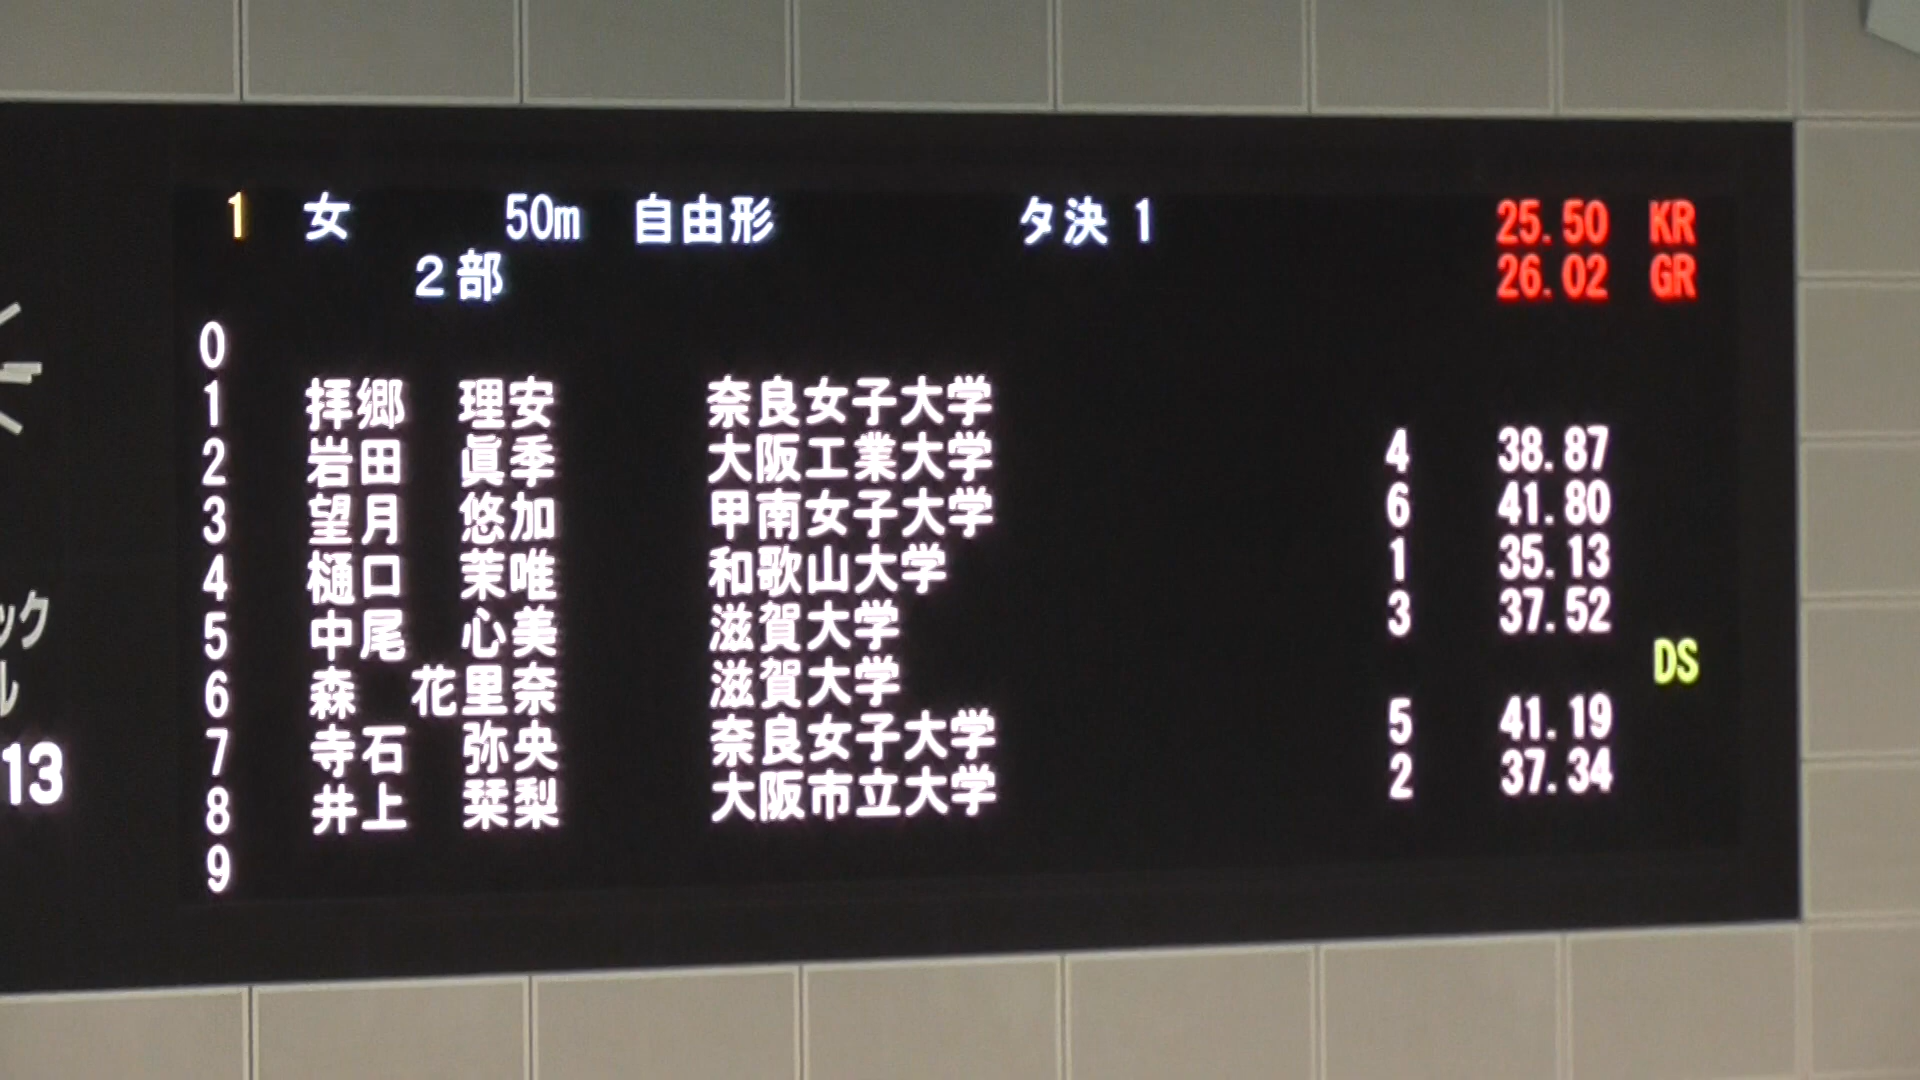 1 女 50m 自由形 タ決 1 25.50 KR
2部 26.02 GR
0
1 拝郷 理安 奈良女子大学
2 岩田 眞季 大阪工業大学 4 38.87
3 望月 悠加 甲南女子大学 6 41.80
4 樋口 茉唯 和歌山大学 1 35.13
5 中尾 心美 滋賀大学 3 37.52
6 森 花里奈 滋賀大学 DS
7 寺石 弥央 奈良女子大学 5 41.19
8 井上 栞梨 大阪市立大学 2 37.34
9
ック
ル
13